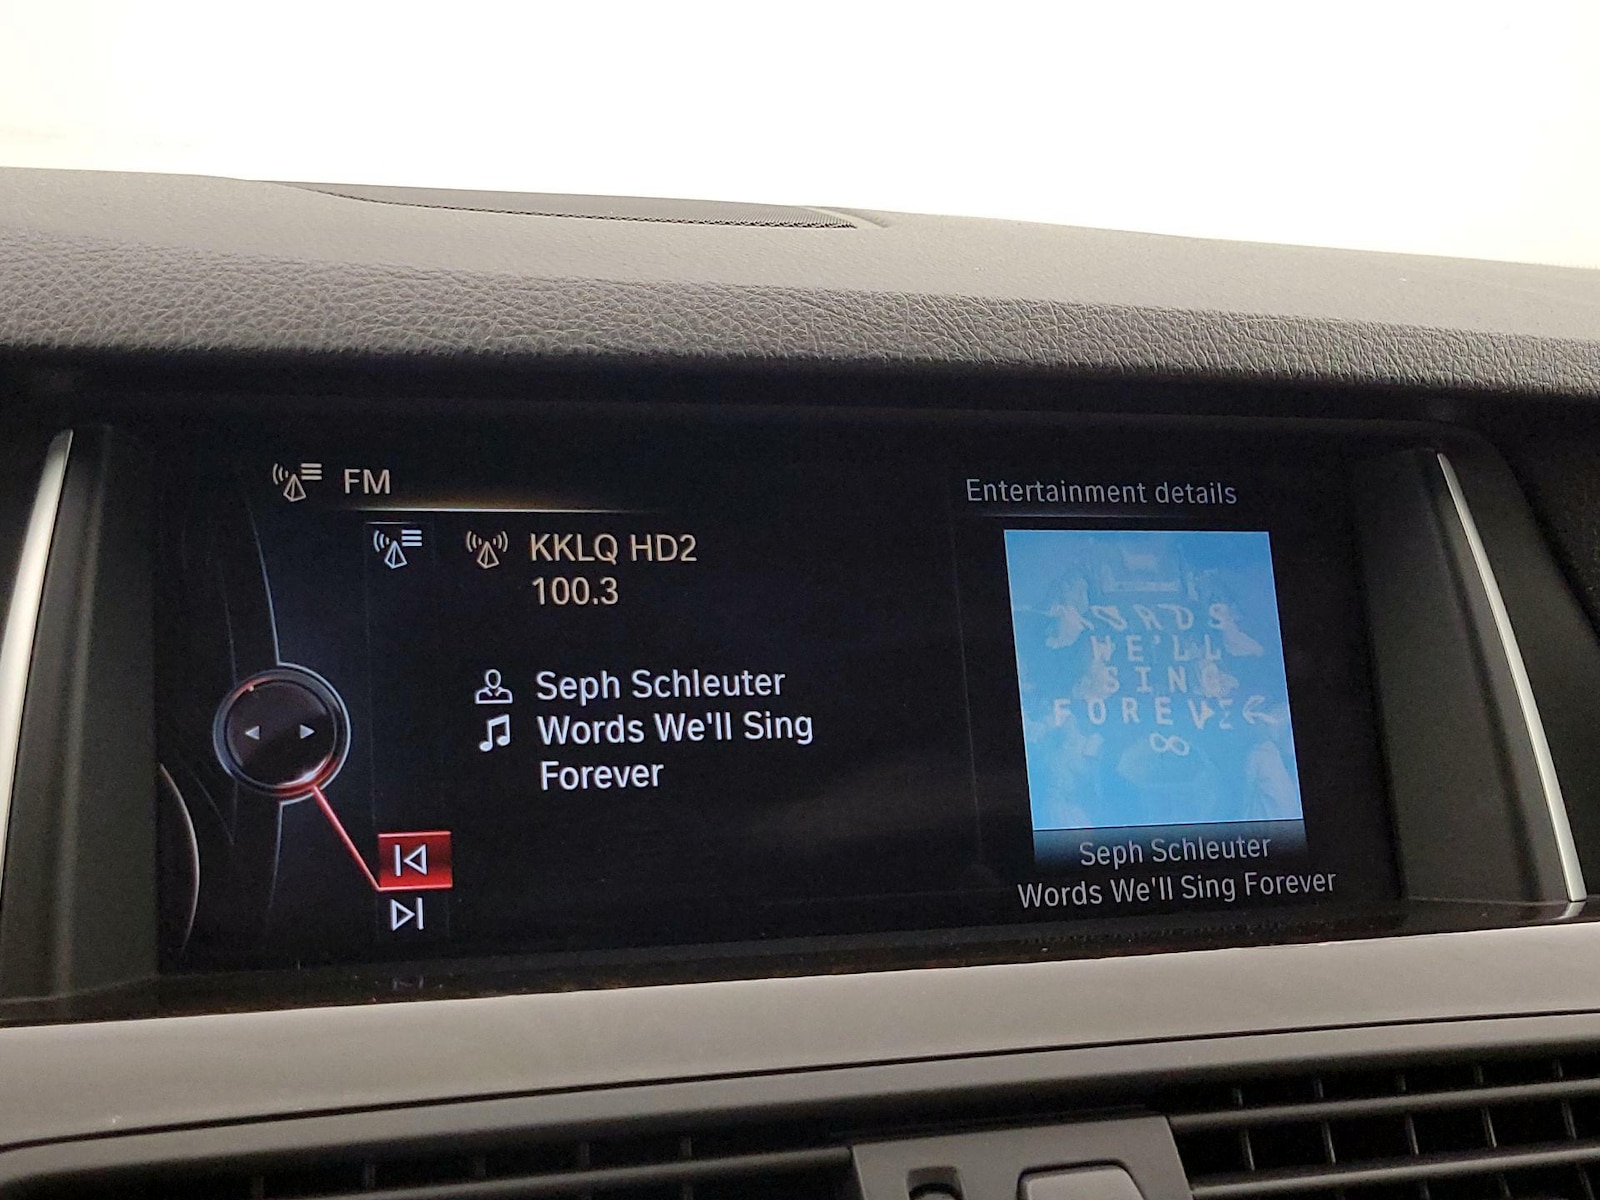 FM
KKLQ HD2
100.3
Seph Schleuter
Words We'll Sing
Forever
Entertainment details
WORDS
WE'LL
SING
FOREVER
∞
Seph Schleuter
Words We'll Sing Forever